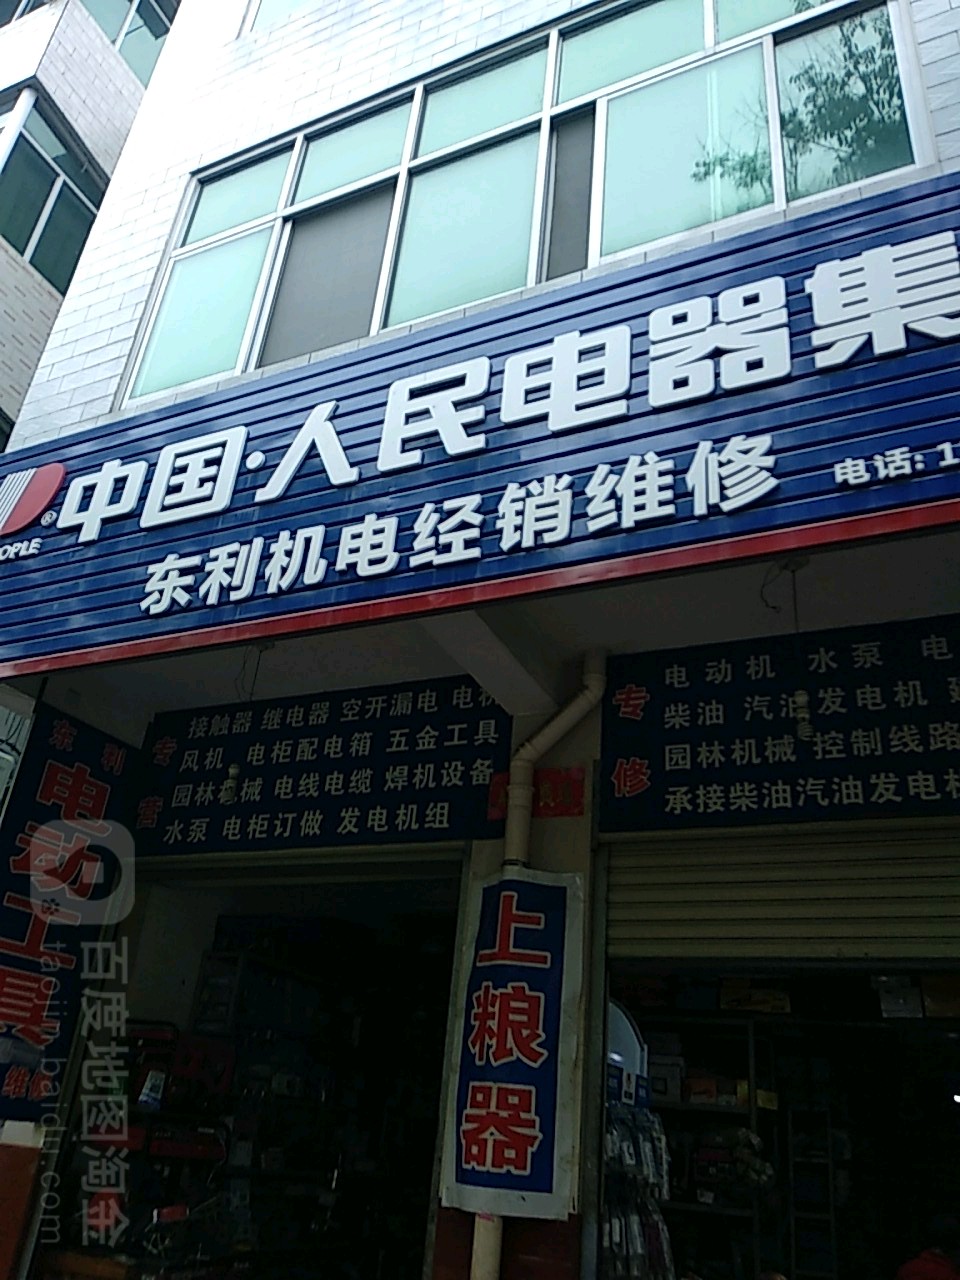 中国·人民电器集
®
OPLE
东利机电经销维修
电话: 1
专营
接触器 继电器 空开漏电 电机
风机 电柜配电箱 五金工具
园林机械 电线电缆 焊机设备
水泵 电柜订做 发电机组
专修
电动机 水泵 电
柴油 汽油发电机
园林机械 控制线路
承接柴油汽油发电机
东利
电动工具
维修
上粮器
百度地图淘金
taojin.baidu.com